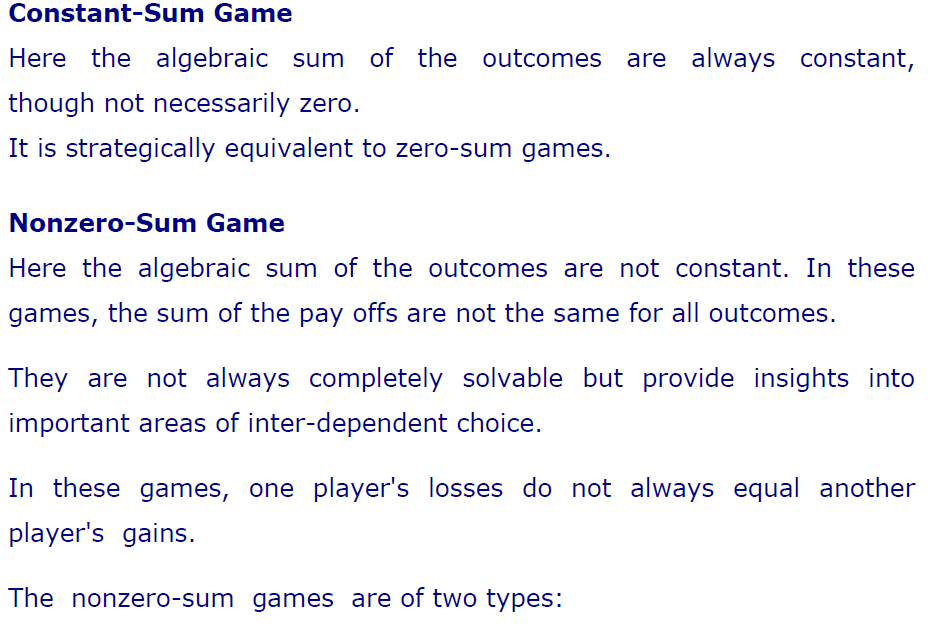 Constant-Sum Game
Here the algebraic sum of the outcomes are always constant,
though not necessarily zero.
It is strategically equivalent to zero-sum games.
Nonzero-Sum Game
Here the algebraic sum of the outcomes are not constant. In these
games, the sum of the pay offs are not the same for all outcomes.
They are not always completely solvable but provide insights into
important areas of inter-dependent choice.
In these games, one player's losses do not always equal another
player's gains.
The nonzero-sum games are of two types: